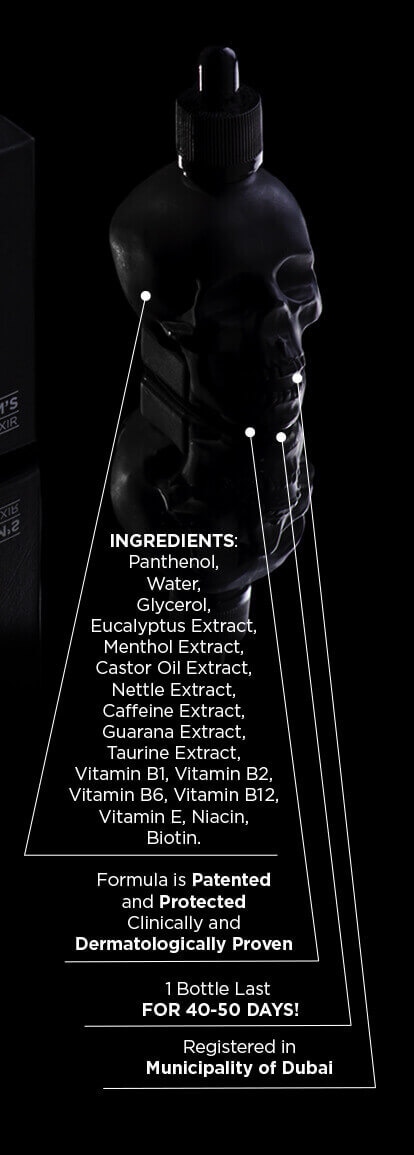 M'S
XIR
INGREDIENTS:
Panthenol,
Water,
Glycerol,
Eucalyptus Extract,
Menthol Extract,
Castor Oil Extract,
Nettle Extract,
Caffeine Extract,
Guarana Extract,
Taurine Extract,
Vitamin B1, Vitamin B2,
Vitamin B6, Vitamin B12,
Vitamin E, Niacin,
Biotin.
Formula is Patented
and Protected
Clinically and
Dermatologically Proven
1 Bottle Last
FOR 40-50 DAYS!
Registered in
Municipality of Dubai